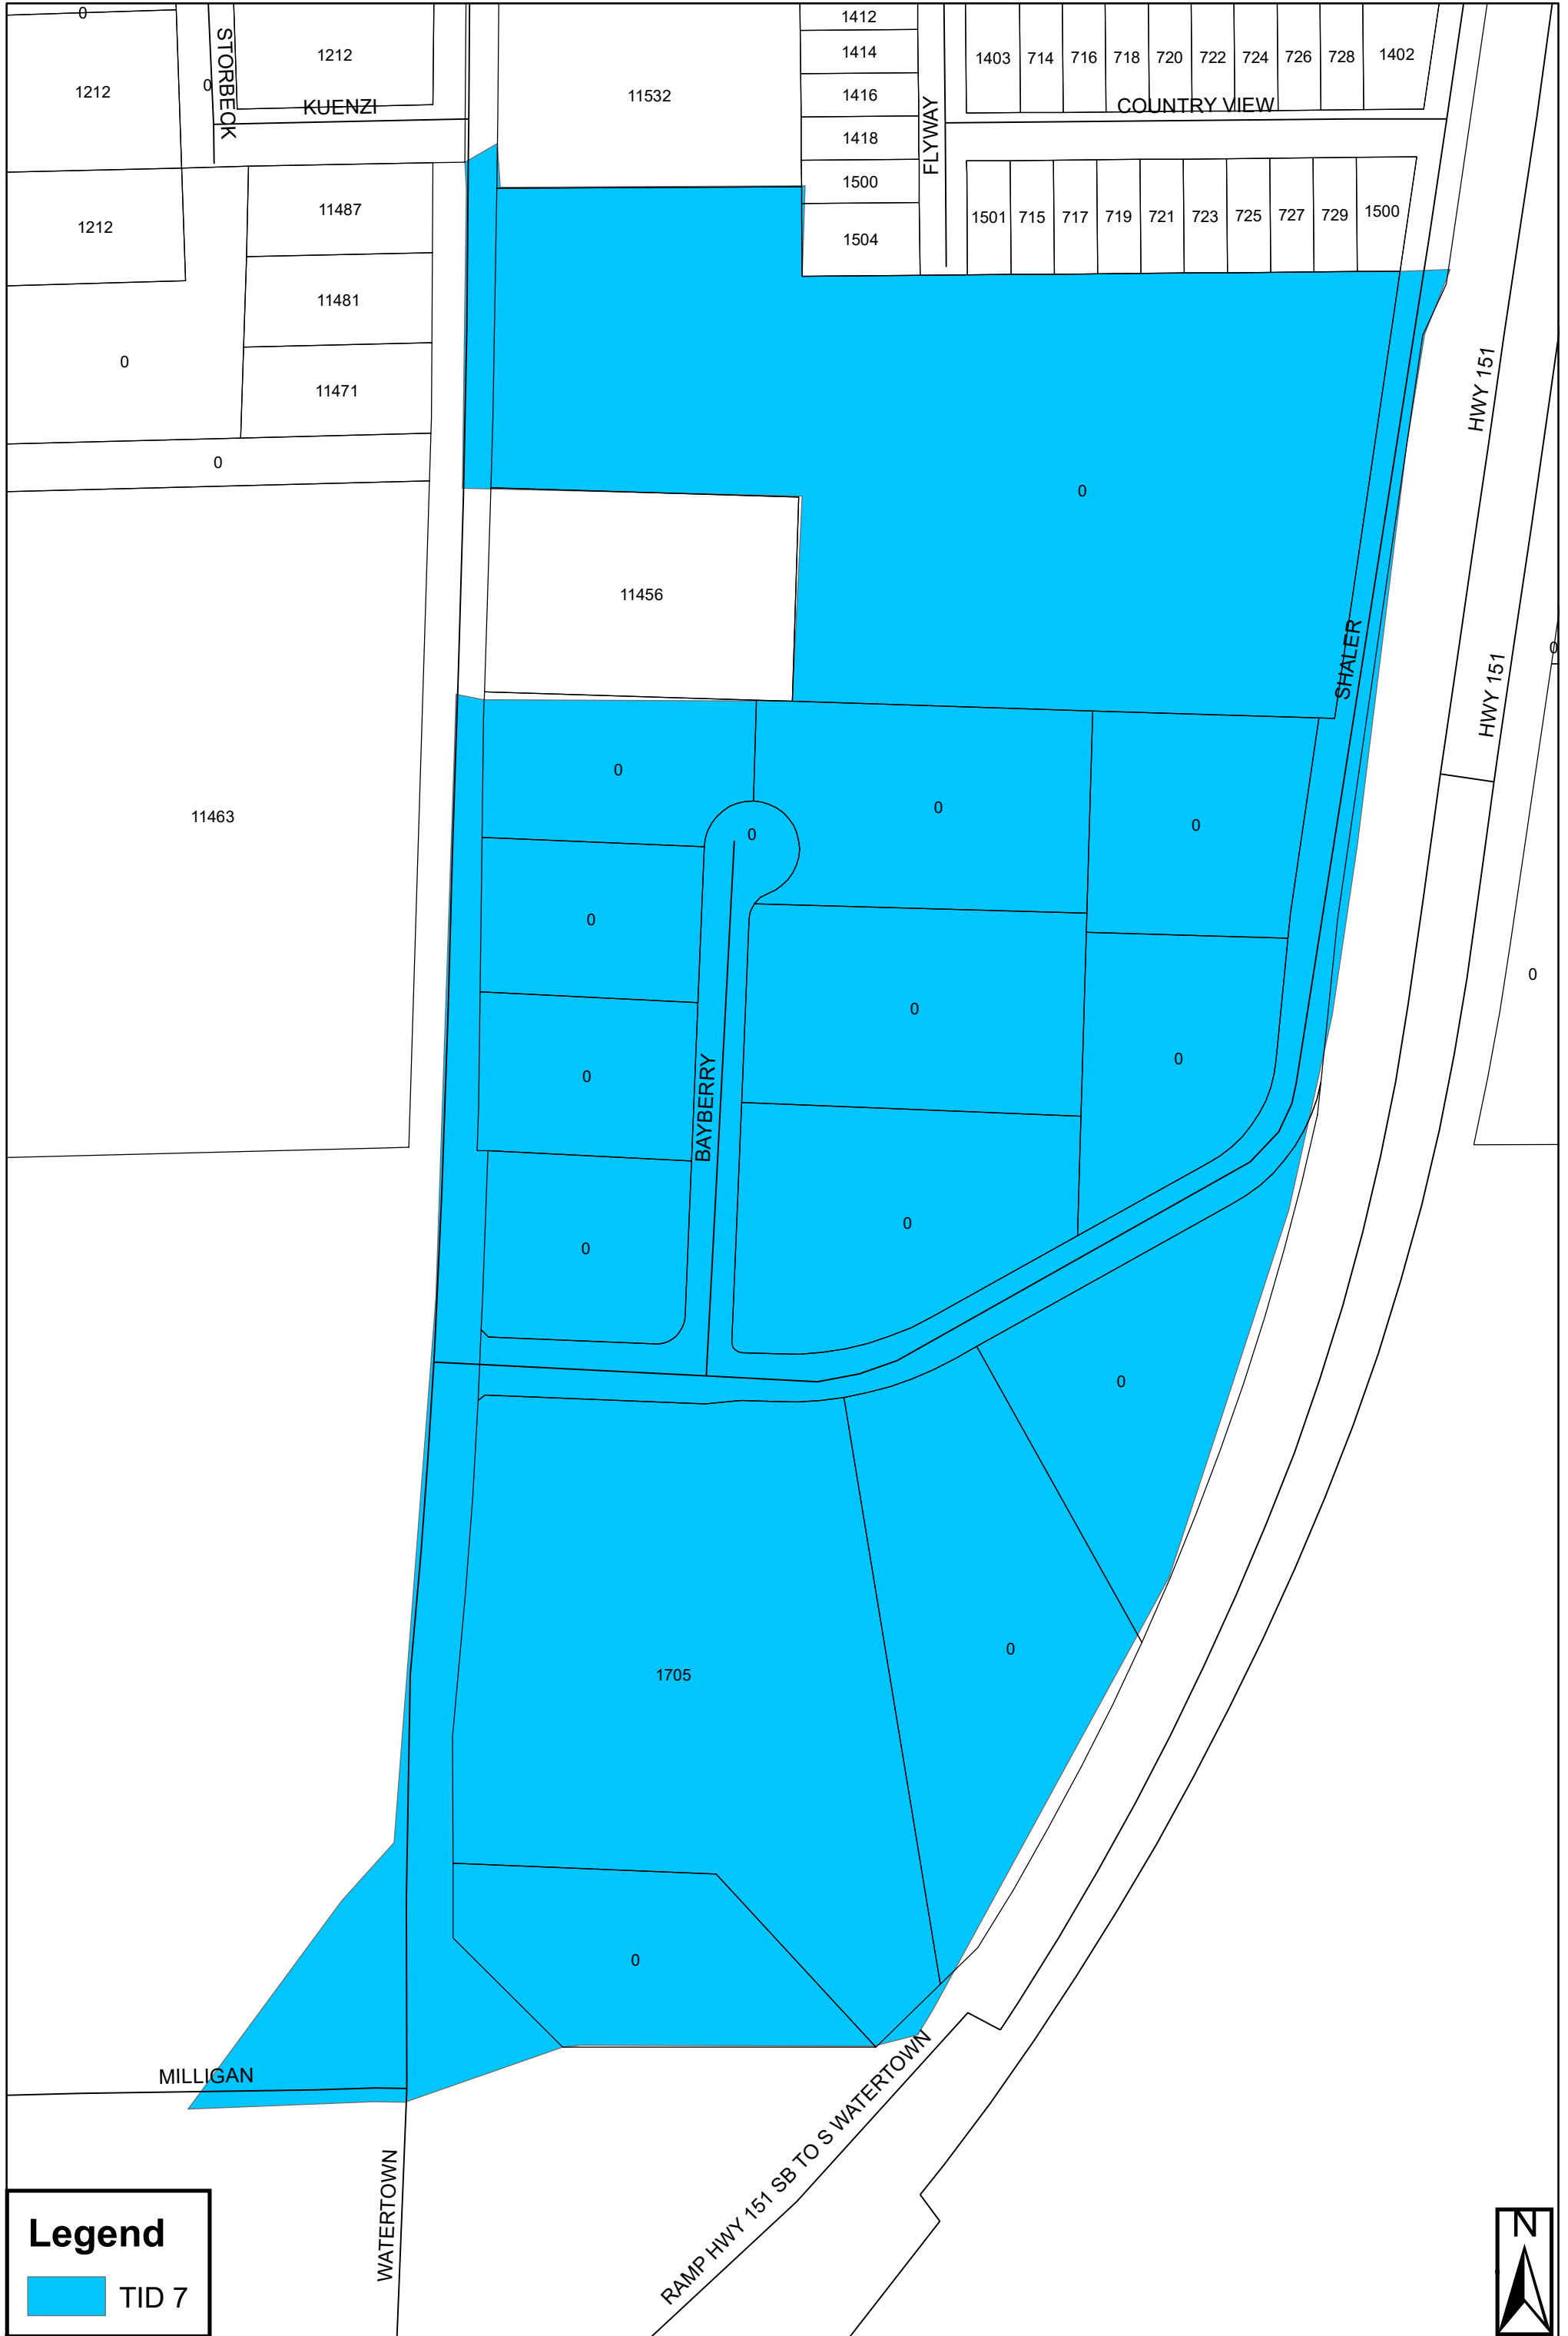 0
1212
STORBECK
0
1212
KUENZI
11532
1412
1414
1416
1418
1500
1504
FLYWAY
1403 714 716 718 720 722 724 726 728 1402
COUNTRY VIEW
1501 715 717 719 721 723 725 727 729 1500
1212
11487
11481
11471
0
0
HWY 151
0
11456
SHALER
HWY 151
0
11463
0
0
0
0
0
0
0
0
0
BAYBERRY
0
0
0
0
1705
0
0
MILLIGAN
WATERTOWN
RAMP HWY 151 SB TO S WATERTOWN
Legend
TID 7
N